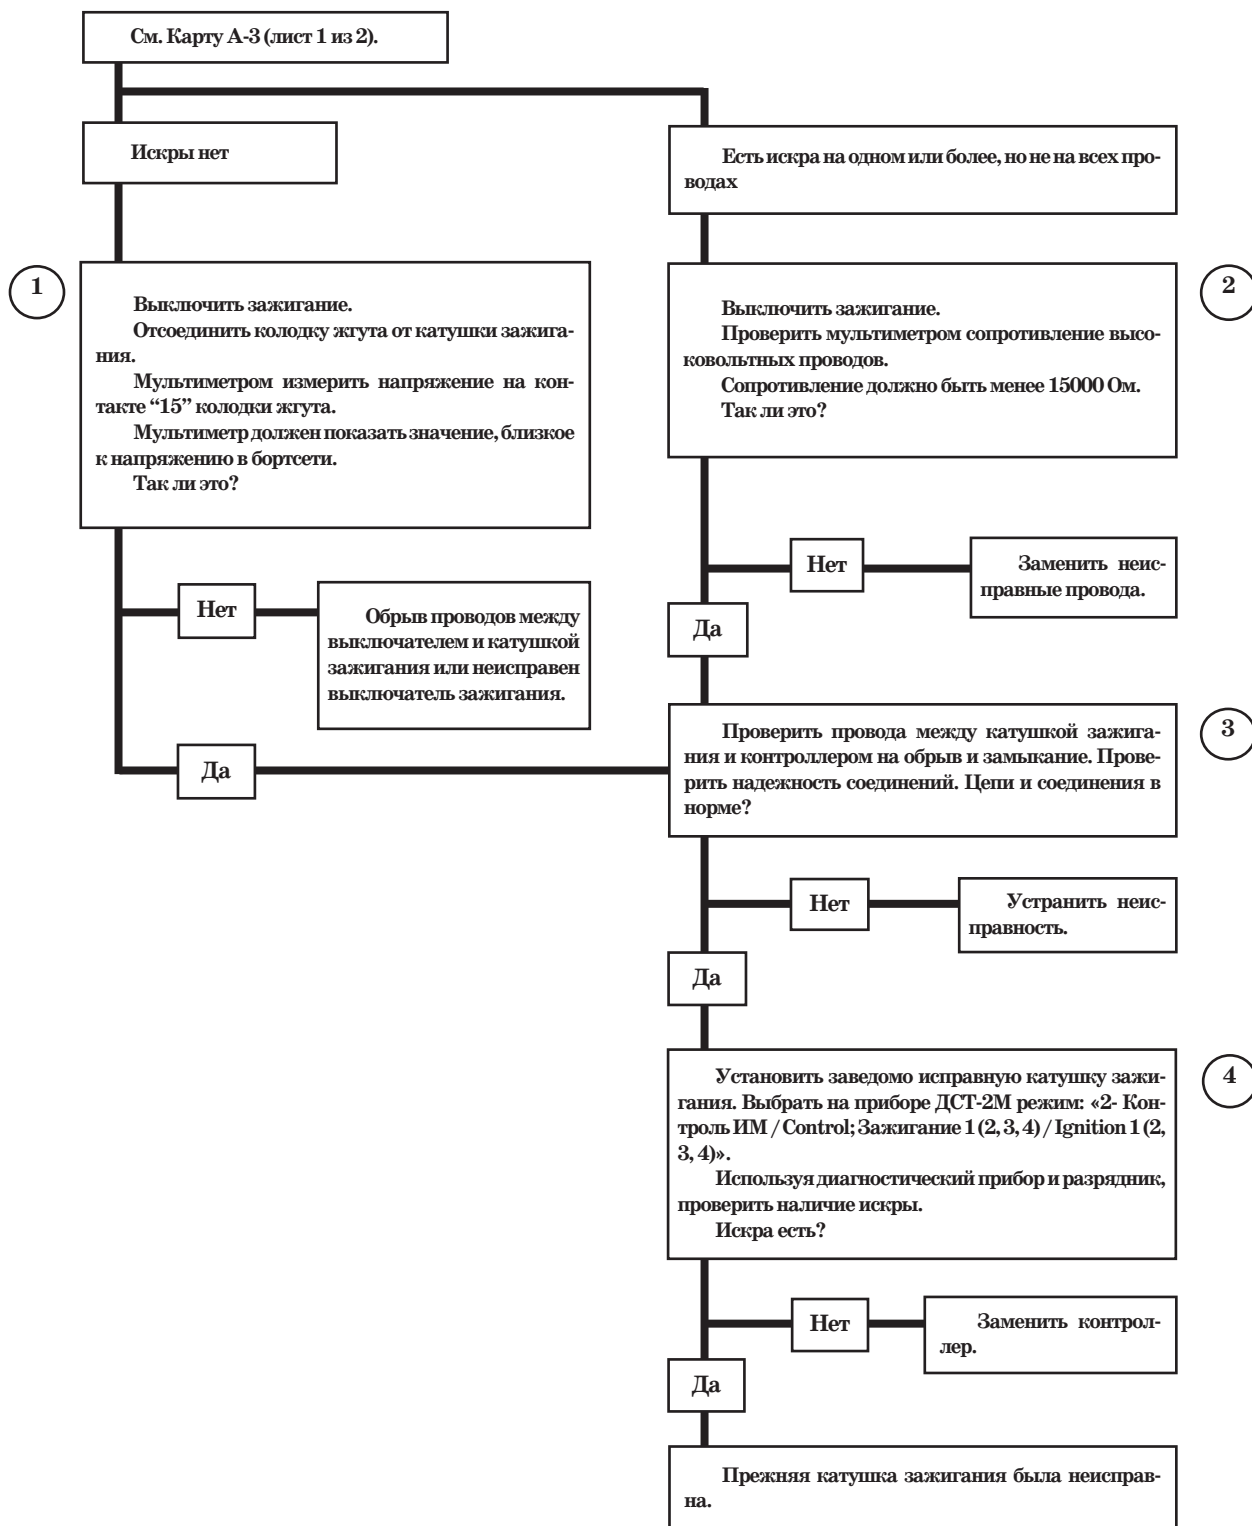 См. Карту А-3 (лист 1 из 2).
Искры нет
Есть искра на одном или более, но не на всех про-
водах
1
Выключить зажигание.
Отсоединить колодку жгута от катушки зажига-
ния.
Мультиметром измерить напряжение на кон-
такте “15” колодки жгута.
Мультиметр должен показать значение, близкое
к напряжению в бортсети.
Так ли это?
2
Выключить зажигание.
Проверить мультиметром сопротивление высо-
ковольтных проводов.
Сопротивление должно быть менее 15000 Ом.
Так ли это?
Нет
Заменить неис-
правные провода.
Нет
Обрыв проводов между
выключателем и катушкой
зажигания или неисправен
выключатель зажигания.
Да
Да
3
Проверить провода между катушкой зажига-
ния и контроллером на обрыв и замыкание. Прове-
рить надежность соединений. Цепи и соединения в
норме?
Нет
Устранить неис-
правность.
Да
4
Установить заведомо исправную катушку зажи-
гания. Выбрать на приборе ДСТ-2М режим: «2- Кон-
троль ИМ / Control; Зажигание 1 (2, 3, 4) / Ignition 1 (2,
3, 4)».
Используя диагностический прибор и разрядник,
проверить наличие искры.
Искра есть?
Нет
Заменить контрол-
лер.
Да
Прежняя катушка зажигания была неисправ-
на.